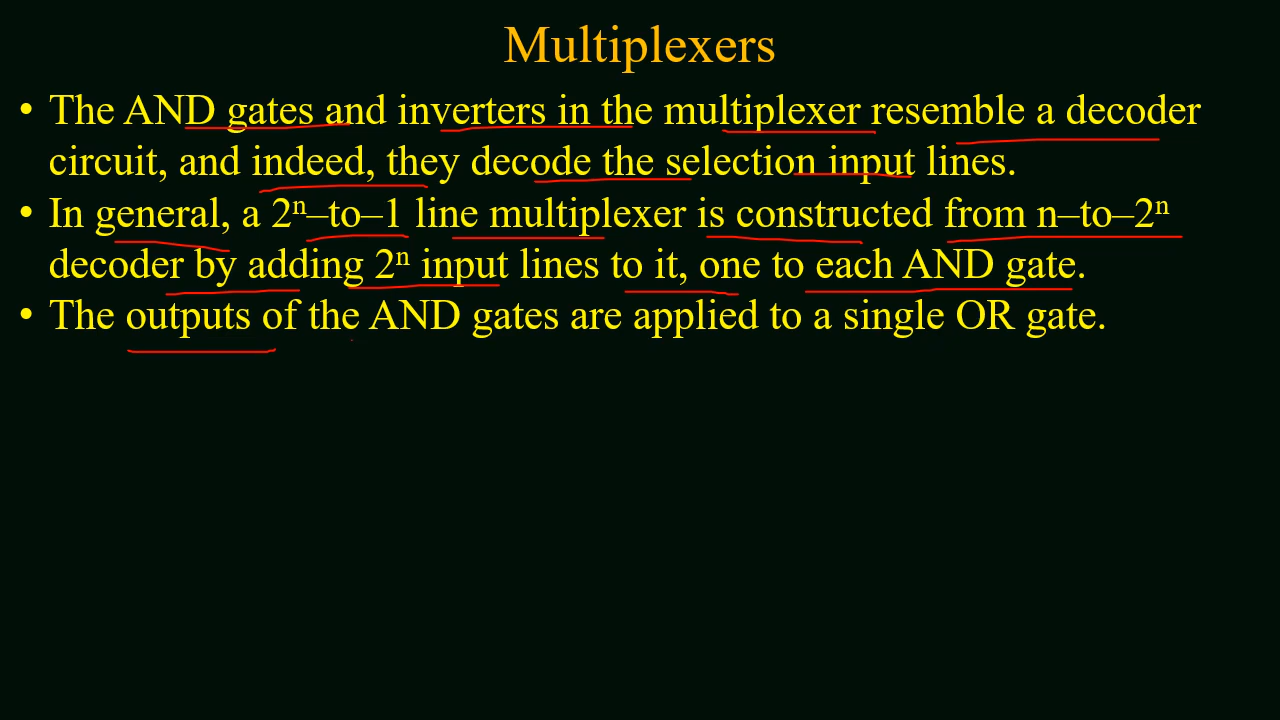 Multiplexers
• The AND gates and inverters in the multiplexer resemble a decoder
circuit, and indeed, they decode the selection input lines.
• In general, a 2ⁿ–to–1 line multiplexer is constructed from n–to–2ⁿ
decoder by adding 2ⁿ input lines to it, one to each AND gate.
• The outputs of the AND gates are applied to a single OR gate.